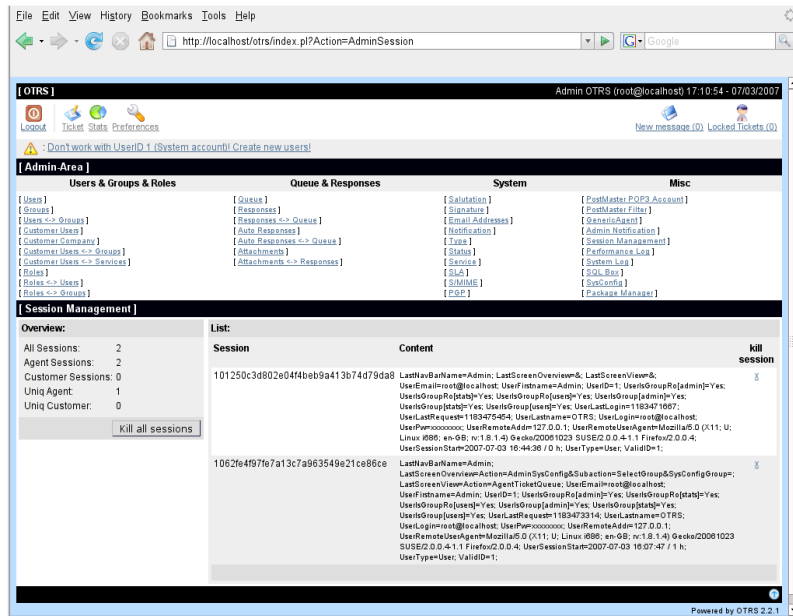 File Edit View History Bookmarks Tools Help
http://localhost/otrs/index.pl?Action=AdminSession
G Google
[ OTRS ]
Admin OTRS (root@localhost) 17:10:54 - 07/03/2007
Logout Ticket Stats Preferences
New message (0) Locked Tickets (0)
: Don't work with UserID 1 (System account)! Create new users!
[ Admin-Area ]
Users & Groups & Roles Queue & Responses System Misc
[ Users ] [ Queue ] [ Salutation ] [ PostMaster POP3 Account ]
[ Groups ] [ Responses ] [ Signature ] [ PostMaster Filter ]
[ Users <-> Groups ] [ Responses <-> Queue ] [ Email Addresses ] [ GenericAgent ]
[ Customer Users ] [ Auto Responses ] [ Notification ] [ Admin Notification ]
[ Customer Company ] [ Auto Responses <-> Queue ] [ Type ] [ Session Management ]
[ Customer Users <-> Groups ] [ Attachments ] [ Status ] [ Performance Log ]
[ Customer Users <-> Services ] [ Attachments <-> Responses ] [ Service ] [ System Log ]
[ Roles ] [ SLA ] [ SQL Box ]
[ Roles <-> Users ] [ S/MIME ] [ SysConfig ]
[ Roles <-> Groups ] [ PGP ] [ Package Manager ]
[ Session Management ]
Overview:
All Sessions: 2
Agent Sessions: 2
Customer Sessions: 0
Uniq Agent: 1
Uniq Customer: 0
Kill all sessions
List:
Session Content kill session
101250c3d802e04f4beb9a413b74d79da8 LastNavBarName=Admin; LastScreenOverview=&; LastScreenView=&; X
UserEmail=root@localhost; UserFirstname=Admin; UserID=1; UserIsGroupRo[admin]=Yes;
UserIsGroupRo[stats]=Yes; UserIsGroupRo[users]=Yes; UserIsGroup[admin]=Yes;
UserIsGroup[stats]=Yes; UserIsGroup[users]=Yes; UserLastLogin=1183471667;
UserLastRequest=1183475454; UserLastname=OTRS; UserLogin=root@localhost;
UserPw=xxxxxxxx; UserRemoteAddr=127.0.0.1; UserRemoteUserAgent=Mozilla/5.0 (X11; U;
Linux i686; en-GB; rv:1.8.1.4) Gecko/20061023 SUSE/2.0.0.4-1.1 Firefox/2.0.0.4;
UserSessionStart=2007-07-03 16:44:36 / 0 h; UserType=User; ValidID=1;
1062fe4f97fe7a13c7a963549e21ce86ce LastNavBarName=Admin; X
LastScreenOverview=Action=AdminSysConfig&Subaction=SelectGroup&SysConfigGroup=;
LastScreenView=Action=AgentTicketQueue; UserEmail=root@localhost;
UserFirstname=Admin; UserID=1; UserIsGroupRo[admin]=Yes; UserIsGroupRo[stats]=Yes;
UserIsGroupRo[users]=Yes; UserIsGroup[admin]=Yes; UserIsGroup[stats]=Yes;
UserIsGroup[users]=Yes; UserLastRequest=1183473314; UserLastname=OTRS;
UserLogin=root@localhost; UserPw=xxxxxxxx; UserRemoteAddr=127.0.0.1;
UserRemoteUserAgent=Mozilla/5.0 (X11; U; Linux i686; en-GB; rv:1.8.1.4) Gecko/20061023
SUSE/2.0.0.4-1.1 Firefox/2.0.0.4; UserSessionStart=2007-07-03 16:07:47 / 1 h;
UserType=User; ValidID=1;
Powered by OTRS 2.2.1